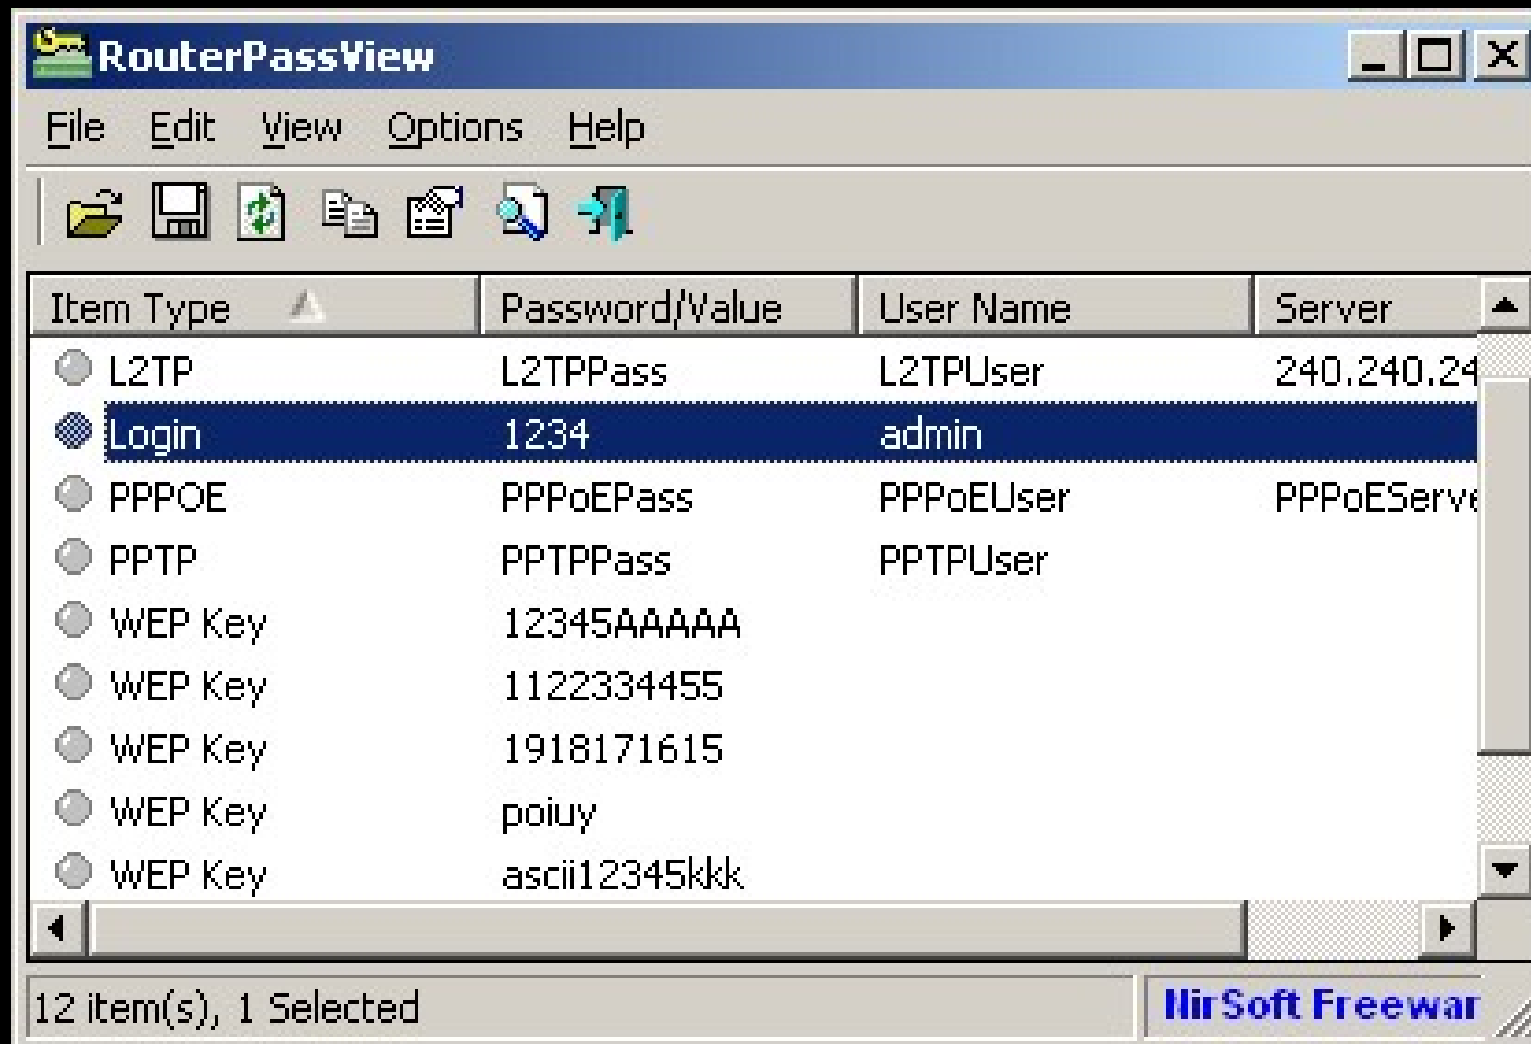 RouterPassView
File Edit View Options Help
Item Type Password/Value User Name Server
L2TP L2TPPass L2TPUser 240.240.24
Login 1234 admin
PPPOE PPPoEPass PPPoEUser PPPoEServe
PPTP PPTPPass PPTPUser
WEP Key 12345AAAAA
WEP Key 1122334455
WEP Key 1918171615
WEP Key poiuy
WEP Key ascii12345kkk
12 item(s), 1 Selected NirSoft Freewar